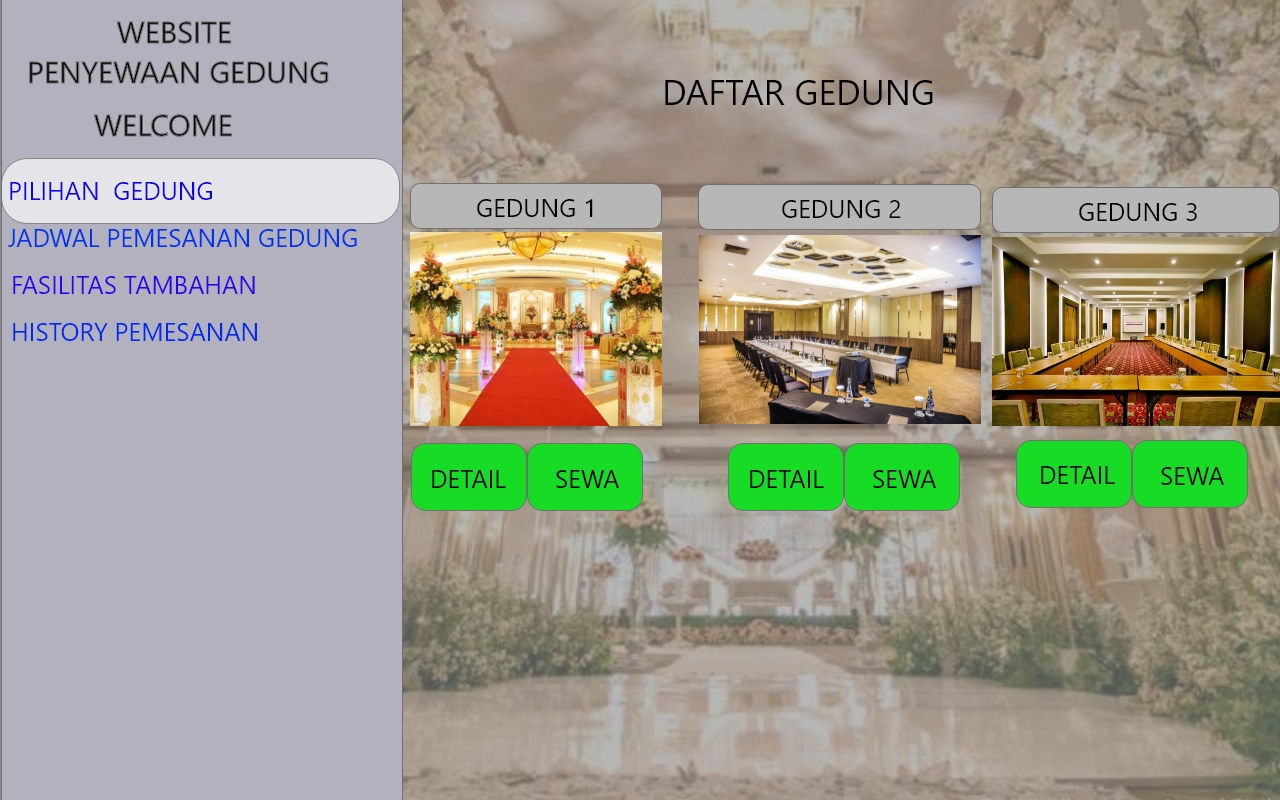 WEBSITE
PENYEWAAN GEDUNG
WELCOME
PILIHAN GEDUNG
JADWAL PEMESANAN GEDUNG
FASILITAS TAMBAHAN
HISTORY PEMESANAN
DAFTAR GEDUNG
GEDUNG 1
GEDUNG 2
GEDUNG 3
DETAIL SEWA
DETAIL SEWA
DETAIL SEWA